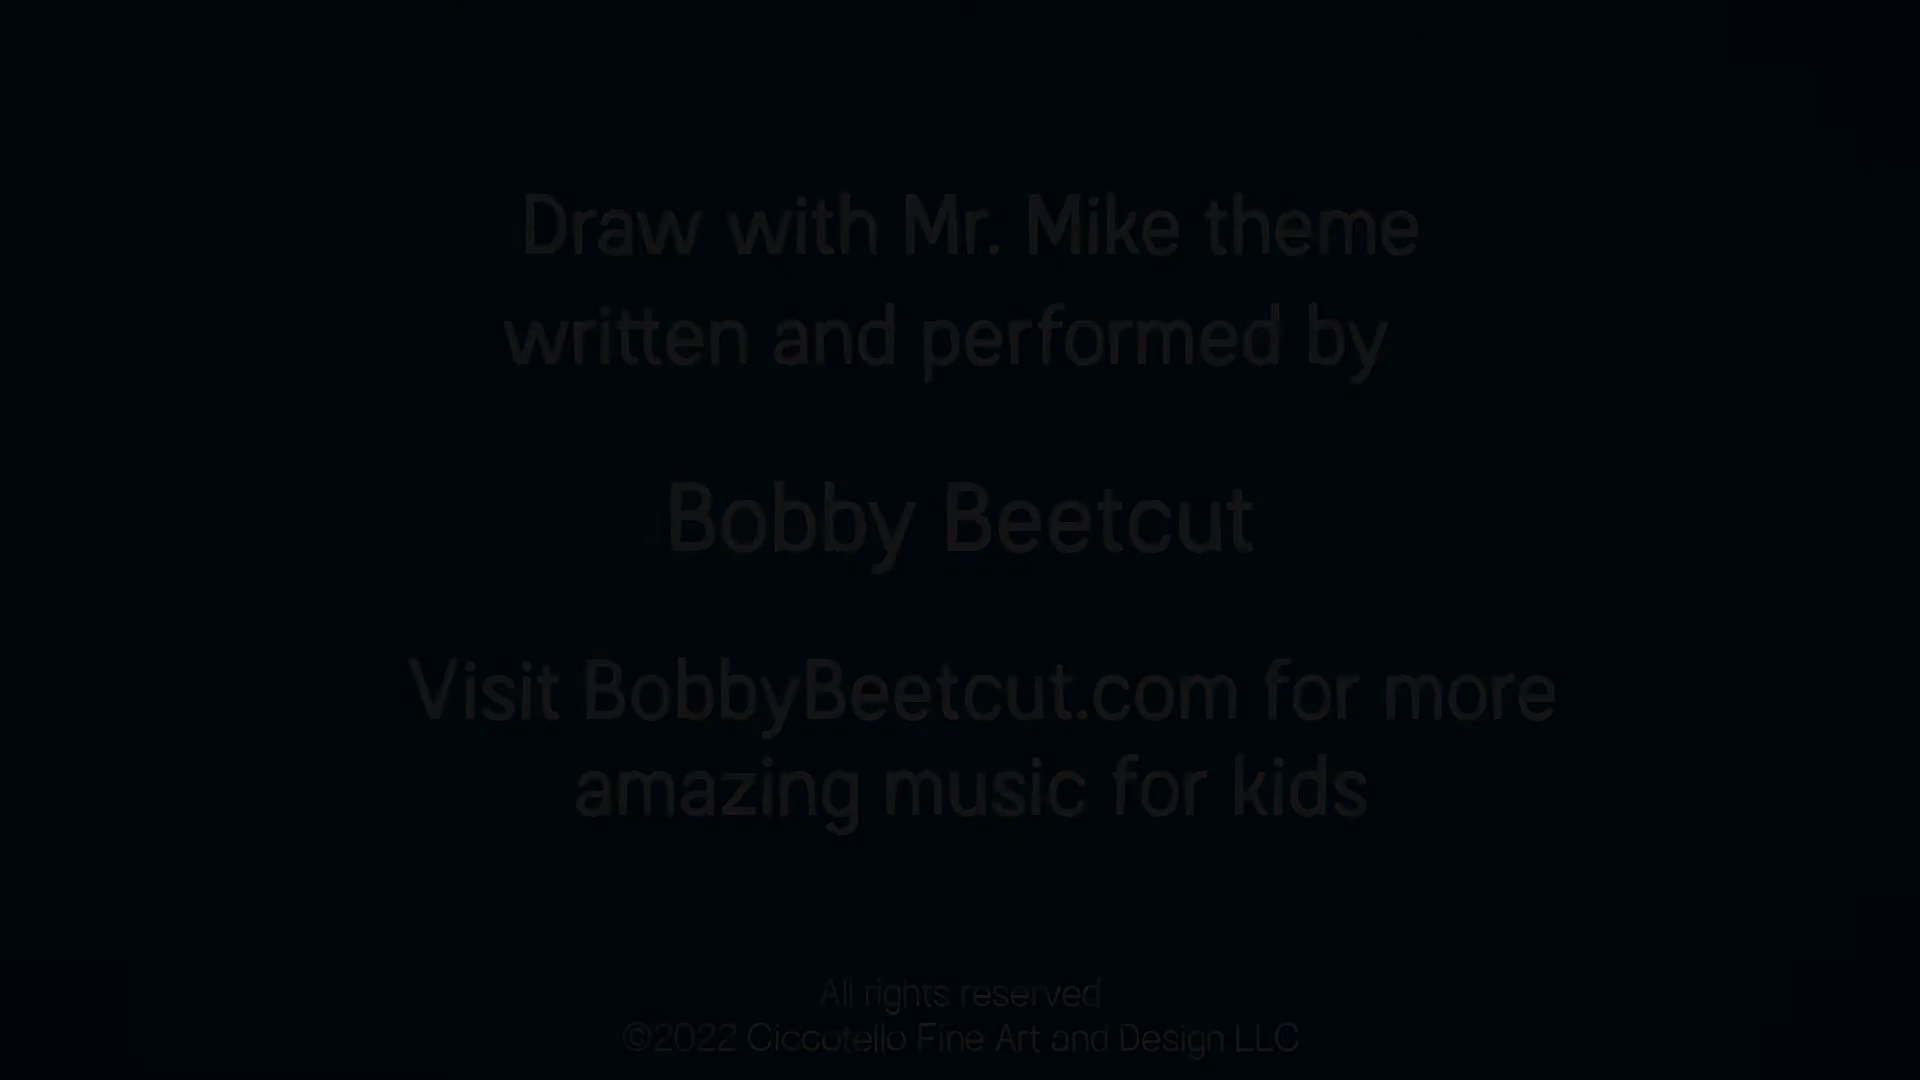 Draw with Mr. Mike theme
written and performed by
Bobby Beetcut
Visit BobbyBeetcut.com for more
amazing music for kids
All rights reserved
©2022 Ciccotello Fine Art and Design LLC